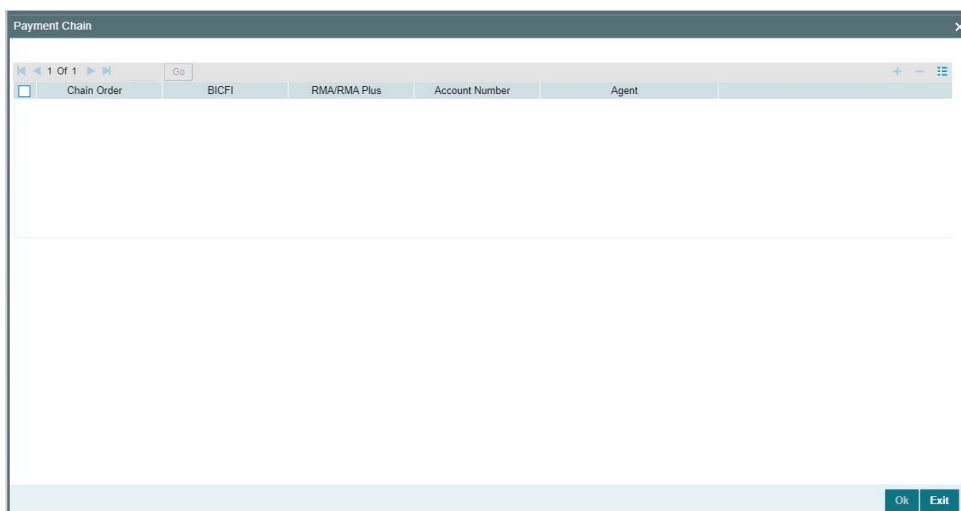 Payment Chain
1 Of 1 Go
Chain Order BICFI RMA/RMA Plus Account Number Agent
Ok Exit